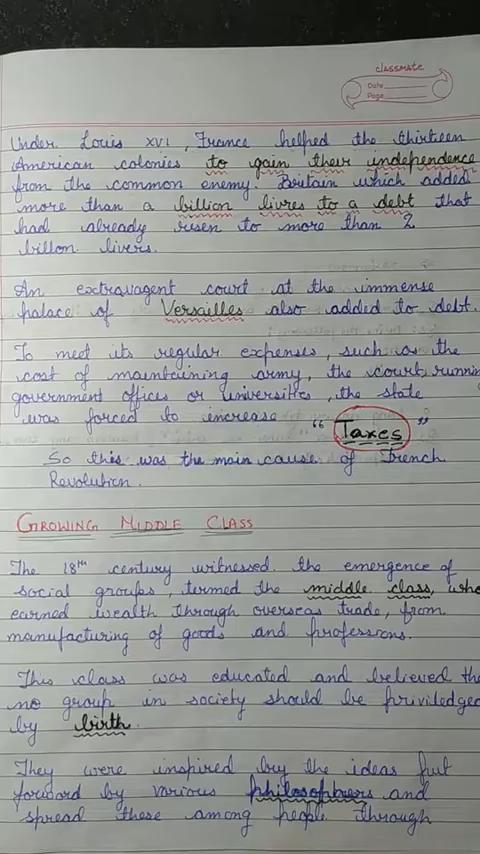 classmate
Date
Page
Under Louis XVI, France helped the thirteen
American colonies to gain their independence
from the common enemy. Britain which added
more than a billion livres to a debt that
had already risen to more than 2
billon livers.
An extravagent court at the immense
palace of Versailles also added to debt.
To meet its regular expenses, such as the
cost of maintaining army, the court, runnin
government offices or universities, the state
was forced to increase "Taxes"
So this was the main cause of French
Revolution.
GROWING MIDDLE CLASS
The 18th century witnessed the emergence of
social groups, termed the middle class, who
earned wealth through overseas trade, from
manufacturing of goods and professions.
This class was educated and believed tha
no group in society should be priviledged
by birth.
They were inspired by the ideas put
forward by various philosophers and
spread these among people through